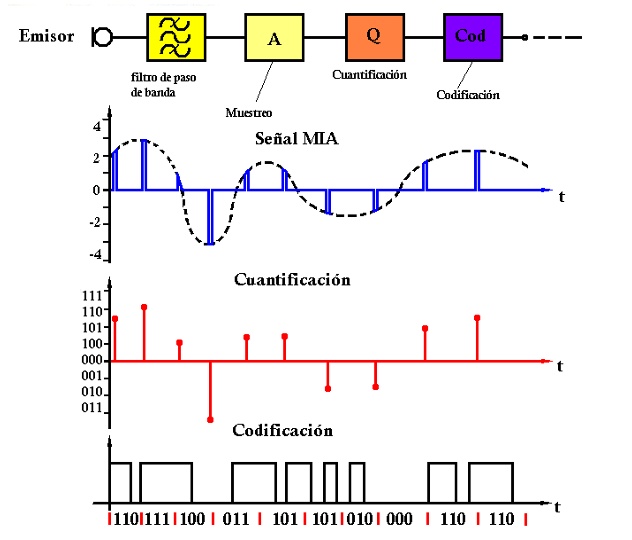 Emisor
A
Q
Cod
filtro de paso
de banda
Cuantificación
Codificación
Muestreo
Señal MIA
4
2
0
-2
-4
t
Cuantificación
111
110
101
100
000
001
010
011
t
Codificación
t
110 111 100 011 101 101 010 000 110 110